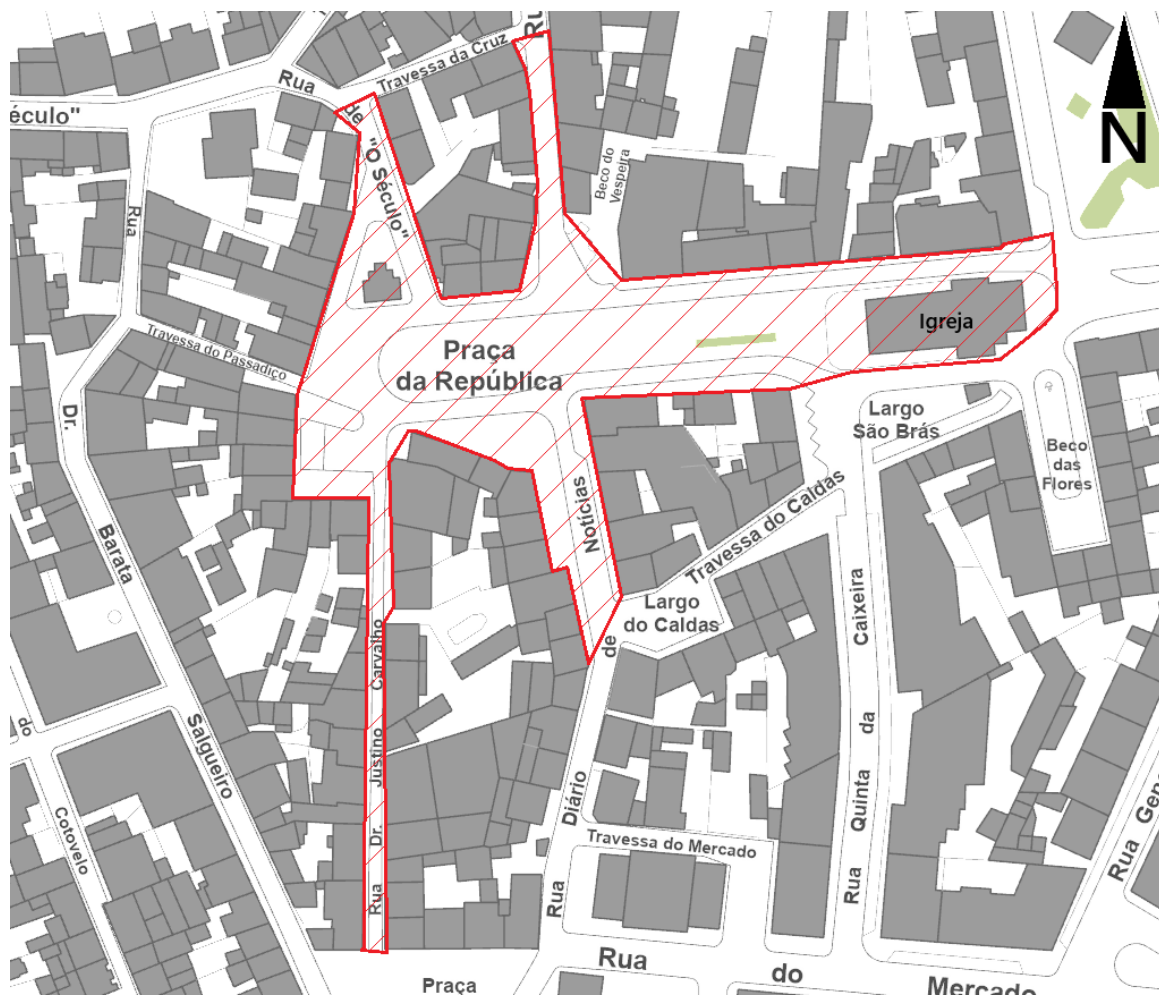 Ru
Travessa da Cruz
Rua
de
"O Século"
éculo"
N
Beco do
Vespeira
Rua
Igreja
Travessa do Passadiço
Praça
da República
Largo
São Brás
Beco
das
Flores
Dr.
Notícias
Travessa do Caldas
Barata
Largo
do Caldas
de
Caixeira
Carvalho
da
do
Salqueiro
Justino
Diário
Quinta
Cotovelo
Dr.
Travessa do Mercado
Rua Gene
Rua
Rua
Rua
Rua
do
Mercado
Praça